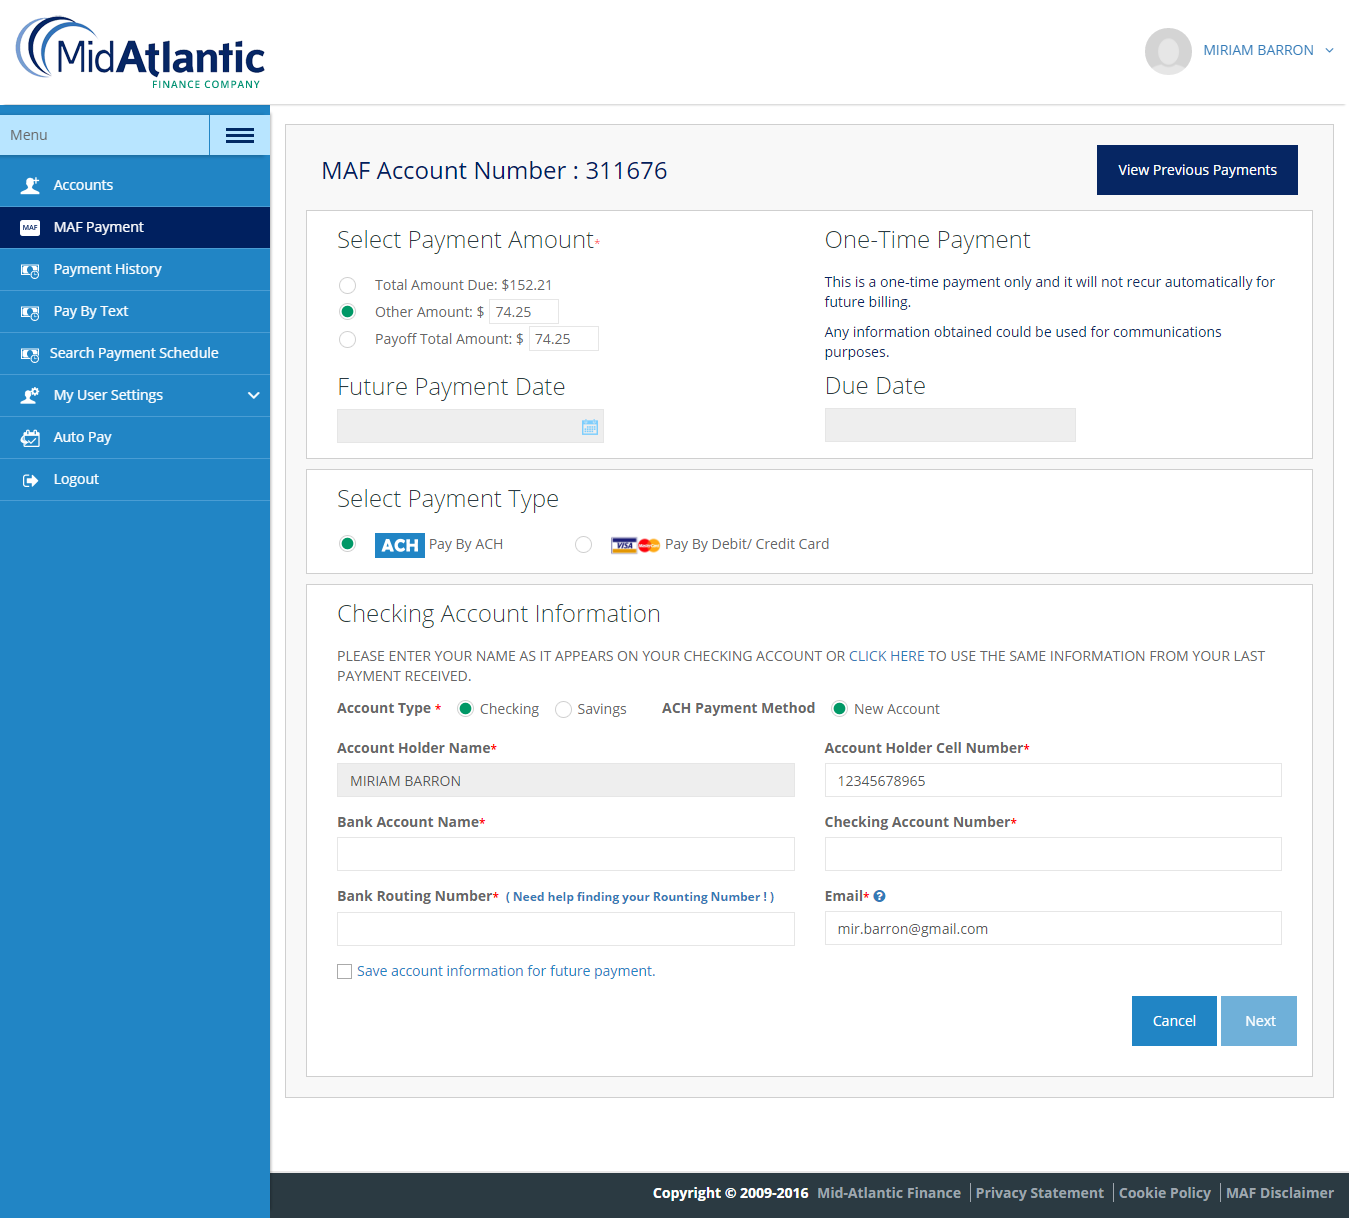 MidAtlantic
FINANCE COMPANY
MIRIAM BARRON
Menu
Accounts
MAF MAF Payment
Payment History
Pay By Text
Search Payment Schedule
My User Settings
Auto Pay
Logout
MAF Account Number : 311676
View Previous Payments
Select Payment Amount*
Total Amount Due: $152.21
Other Amount: $ 74.25
Payoff Total Amount: $ 74.25
Future Payment Date
One-Time Payment
This is a one-time payment only and it will not recur automatically for
future billing.
Any information obtained could be used for communications
purposes.
Due Date
Select Payment Type
ACH Pay By ACH
VISA MasterCard Pay By Debit/ Credit Card
Checking Account Information
PLEASE ENTER YOUR NAME AS IT APPEARS ON YOUR CHECKING ACCOUNT OR CLICK HERE TO USE THE SAME INFORMATION FROM YOUR LAST
PAYMENT RECEIVED.
Account Type * Checking Savings ACH Payment Method New Account
Account Holder Name*
MIRIAM BARRON
Account Holder Cell Number*
12345678965
Bank Account Name*
Checking Account Number*
Bank Routing Number* ( Need help finding your Rounting Number ! )
Email* ?
mir.barron@gmail.com
Save account information for future payment.
Cancel
Next
Copyright © 2009-2016 Mid-Atlantic Finance | Privacy Statement | Cookie Policy | MAF Disclaimer